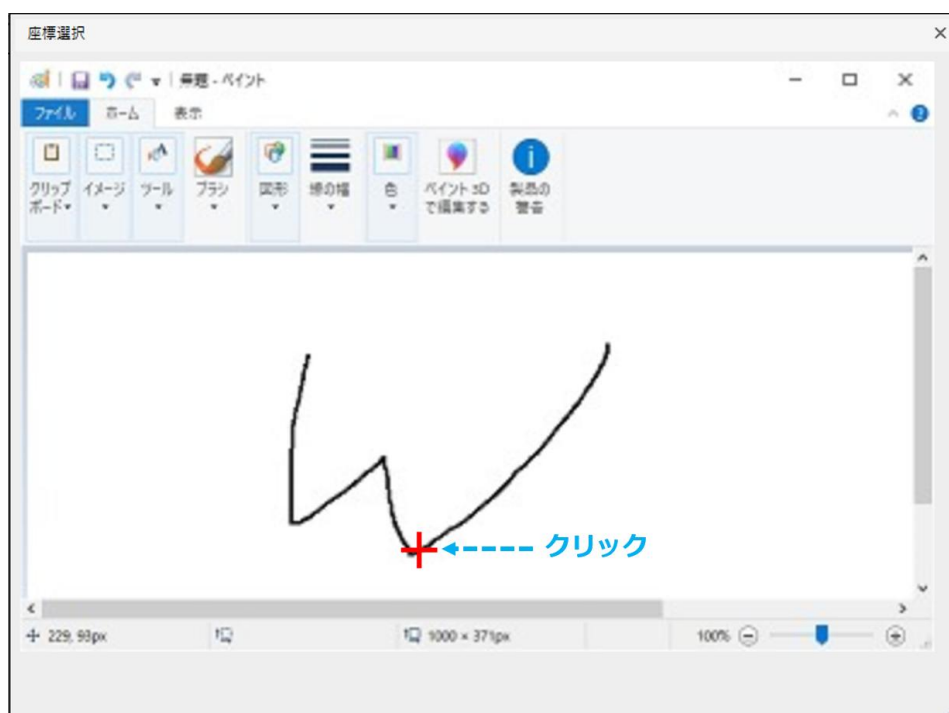 座標選択
無題 - ペイント
ファイル ホーム 表示
クリップボード イメージ ツール ブラシ 図形 線の幅 色 ペイント 3D で編集する 製品の警告
W
クリック
229, 93px 1000 × 371px 100%